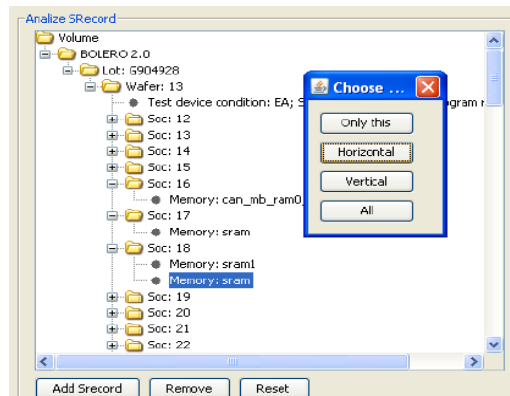 Analize SRecord
Volume
BOLERO 2.0
Lot: G904928
Wafer: 13
Test device condition: EA; S
ogram r
Soc: 12
Soc: 13
Soc: 14
Soc: 15
Soc: 16
Memory: can_mb_ram0_
Soc: 17
Memory: sram
Soc: 18
Memory: sram1
Memory: sram
Soc: 19
Soc: 20
Soc: 21
Soc: 22
Choose ...
Only this
Horizontal
Vertical
All
Add Srecord
Remove
Reset